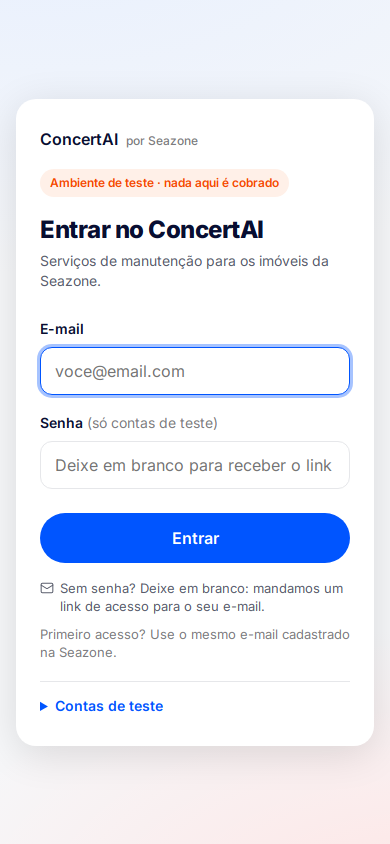 ConcertAI por Seazone
Ambiente de teste · nada aqui é cobrado
Entrar no ConcertAI
Serviços de manutenção para os imóveis da
Seazone.
E-mail
voce@email.com
Senha (só contas de teste)
Deixe em branco para receber o link
Entrar
Sem senha? Deixe em branco: mandamos um
link de acesso para o seu e-mail.
Primeiro acesso? Use o mesmo e-mail cadastrado
na Seazone.
Contas de teste